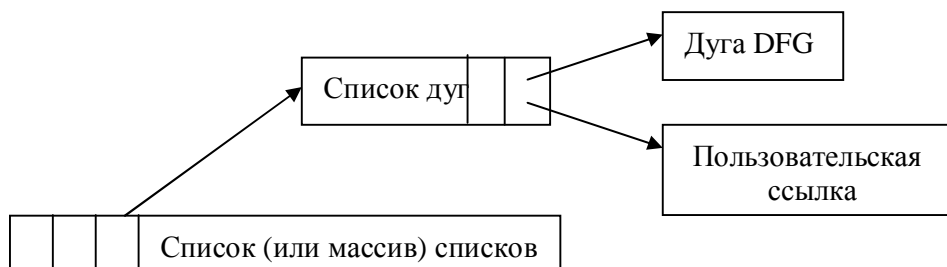 Дуга DFG
Список дуг
Пользовательская
ссылка
Список (или массив) списков